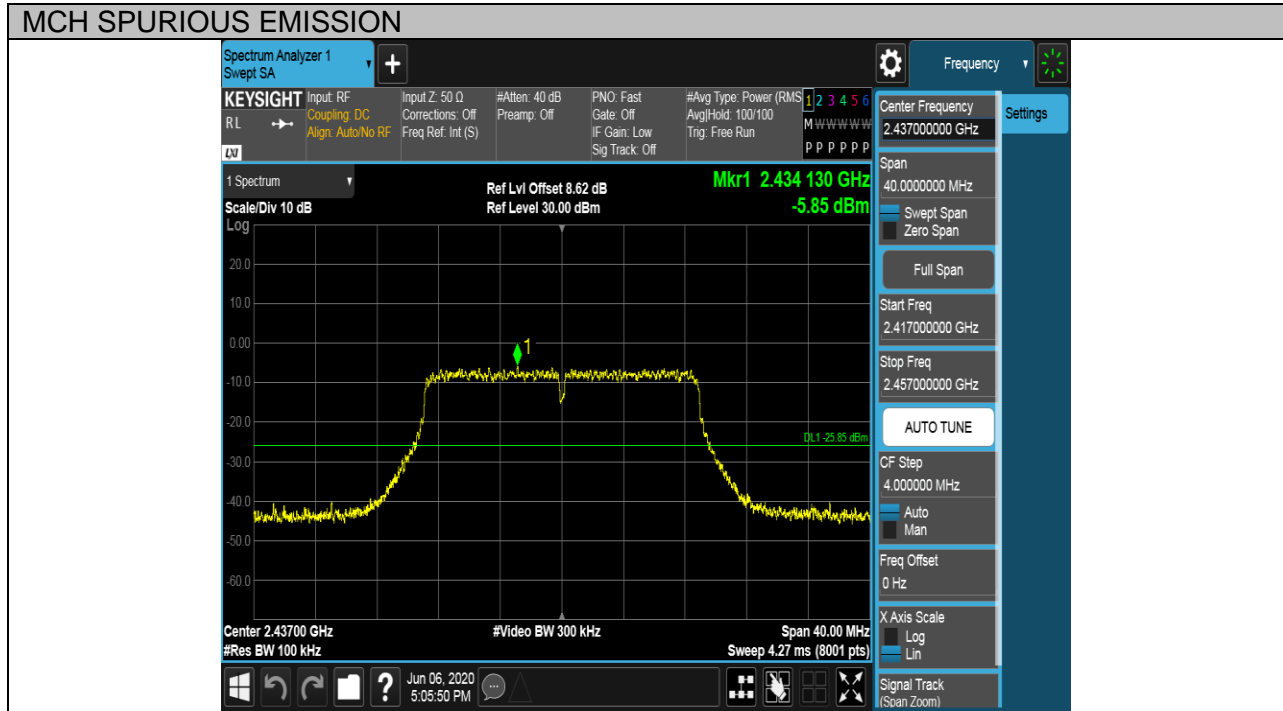 MCH SPURIOUS EMISSION
Spectrum Analyzer 1
Swept SA
Frequency
KEYSIGHT
RL
LXI
Input: RF
Coupling: DC
Align: Auto/No RF
Input Z: 50 Ω
Corrections: Off
Freq Ref: Int (S)
#Atten: 40 dB
Preamp: Off
PNO: Fast
Gate: Off
IF Gain: Low
Sig Track: Off
#Avg Type: Power (RMS
Avg|Hold: 100/100
Trig: Free Run
1 2 3 4 5 6
M W W W W W
P P P P P P
Settings
1 Spectrum
Scale/Div 10 dB
Ref Lvl Offset 8.62 dB
Ref Level 30.00 dBm
Mkr1 2.434 130 GHz
-5.85 dBm
Log
20.0
10.0
0.00
-10.0
-20.0
-30.0
-40.0
-50.0
-60.0
1
DL1 -25.85 dBm
Center 2.43700 GHz
#Res BW 100 kHz
#Video BW 300 kHz
Span 40.00 MHz
Sweep 4.27 ms (8001 pts)
Center Frequency
2.437000000 GHz
Span
40.0000000 MHz
Swept Span
Zero Span
Full Span
Start Freq
2.417000000 GHz
Stop Freq
2.457000000 GHz
AUTO TUNE
CF Step
4.000000 MHz
Auto
Man
Freq Offset
0 Hz
X Axis Scale
Log
Lin
Signal Track
(Span Zoom)
?
Jun 06, 2020
5:05:50 PM